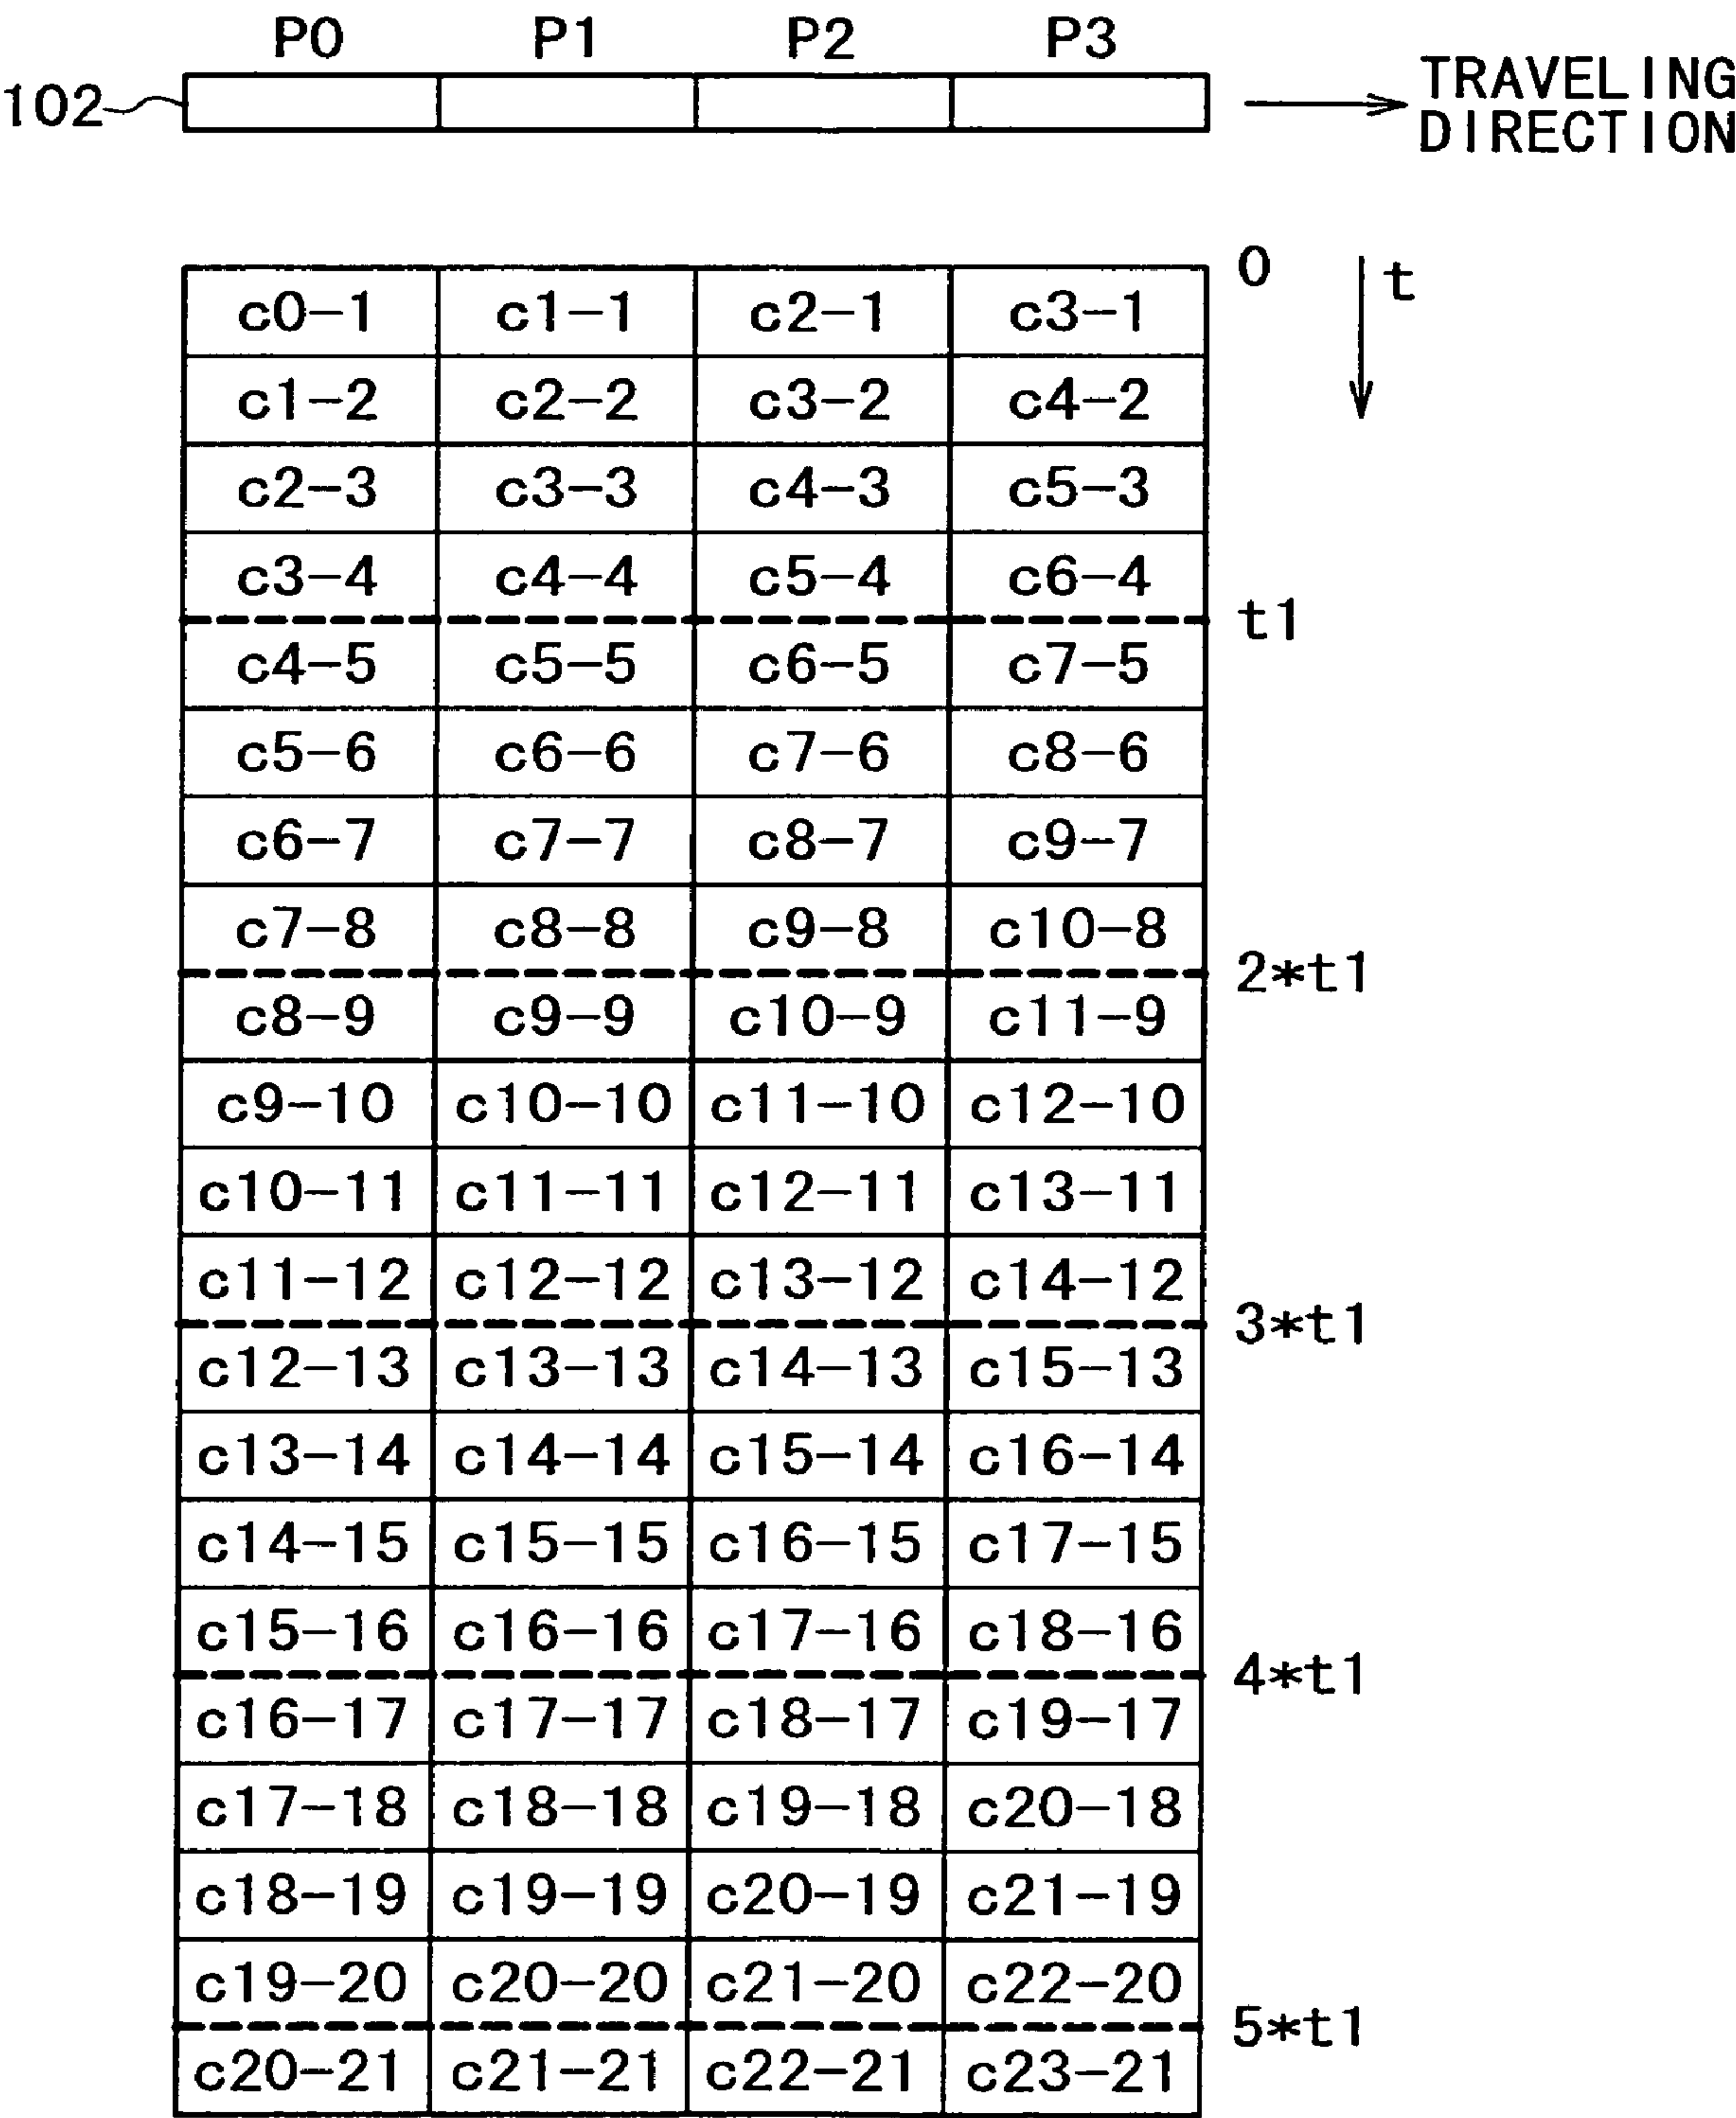 P0 P1 P2 P3
102
TRAVELING
DIRECTION
0 t
c0-1 c1-1 c2-1 c3-1
c1-2 c2-2 c3-2 c4-2
c2-3 c3-3 c4-3 c5-3
c3-4 c4-4 c5-4 c6-4
t1
c4-5 c5-5 c6-5 c7-5
c5-6 c6-6 c7-6 c8-6
c6-7 c7-7 c8-7 c9-7
c7-8 c8-8 c9-8 c10-8
2*t1
c8-9 c9-9 c10-9 c11-9
c9-10 c10-10 c11-10 c12-10
c10-11 c11-11 c12-11 c13-11
c11-12 c12-12 c13-12 c14-12
3*t1
c12-13 c13-13 c14-13 c15-13
c13-14 c14-14 c15-14 c16-14
c14-15 c15-15 c16-15 c17-15
c15-16 c16-16 c17-16 c18-16
4*t1
c16-17 c17-17 c18-17 c19-17
c17-18 c18-18 c19-18 c20-18
c18-19 c19-19 c20-19 c21-19
c19-20 c20-20 c21-20 c22-20
5*t1
c20-21 c21-21 c22-21 c23-21